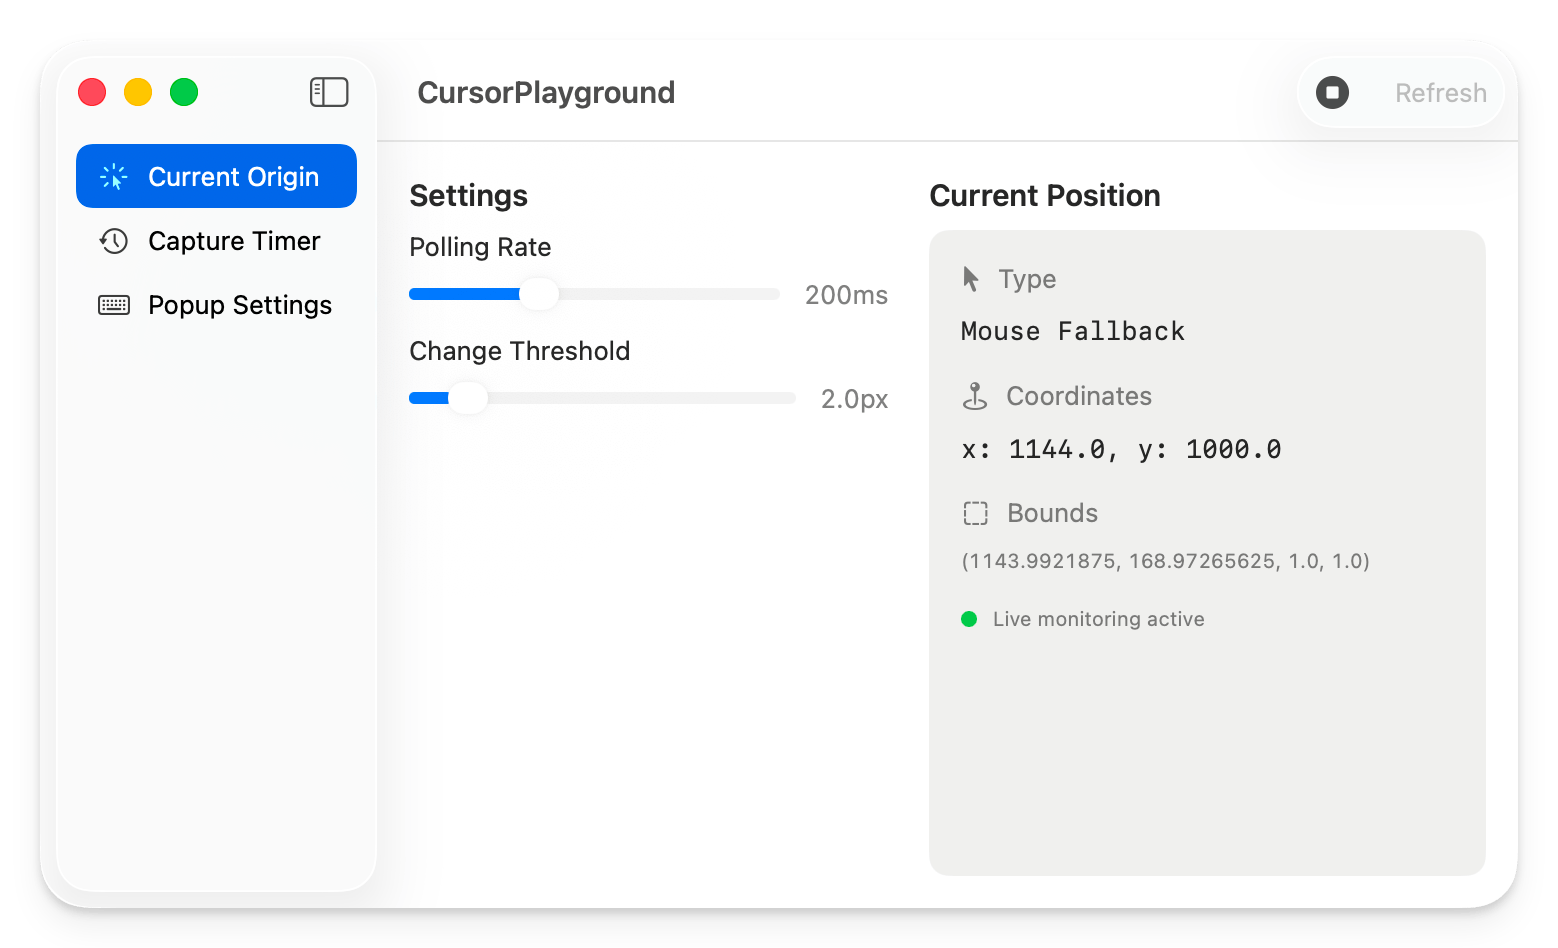 CursorPlayground
Refresh
Current Origin
Capture Timer
Popup Settings
Settings
Polling Rate
200ms
Change Threshold
2.0px
Current Position
Type
Mouse Fallback
Coordinates
x: 1144.0, y: 1000.0
Bounds
(1143.9921875, 168.97265625, 1.0, 1.0)
Live monitoring active